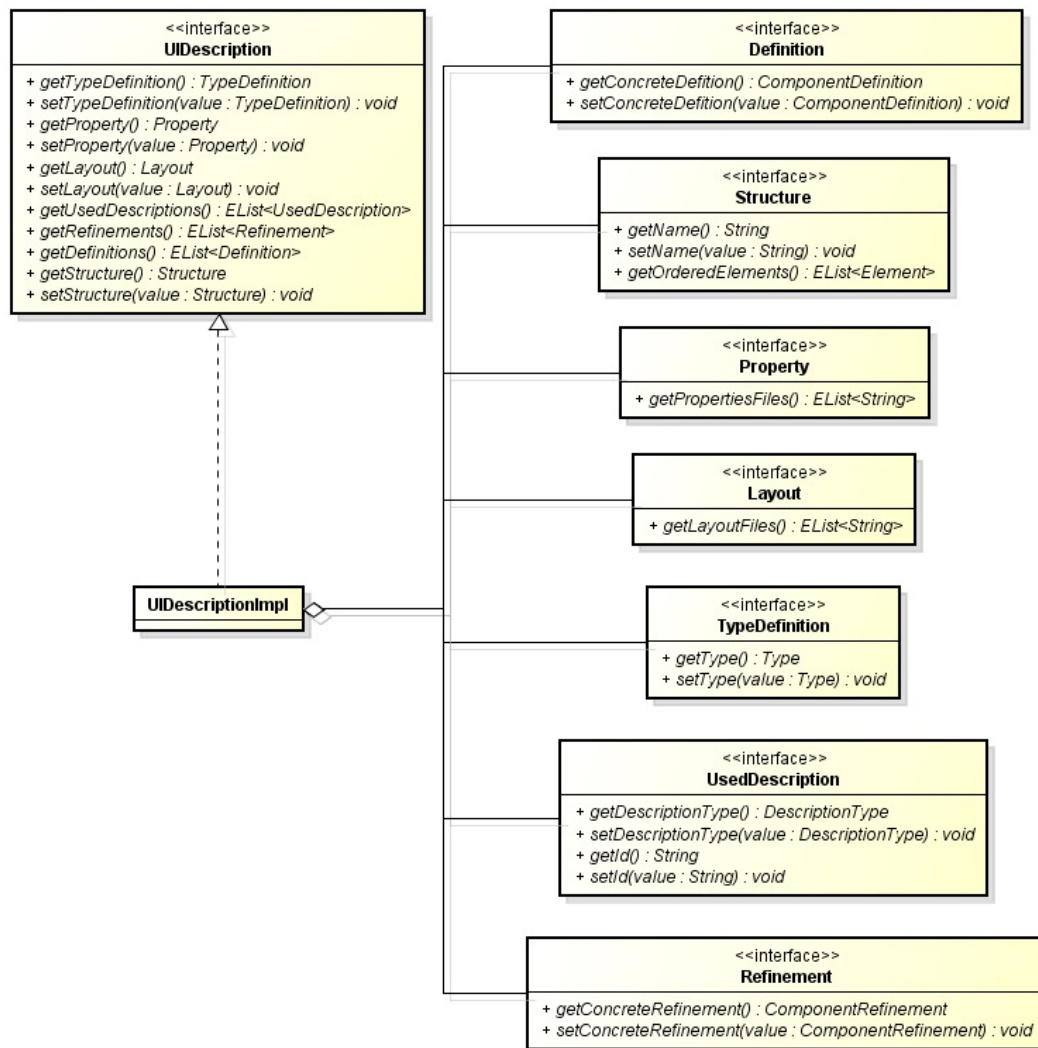 <<interface>>
UIDescription
+ getTypeDefinition() : TypeDefinition
+ setTypeDefinition(value : TypeDefinition) : void
+ getProperty() : Property
+ setProperty(value : Property) : void
+ getLayout() : Layout
+ setLayout(value : Layout) : void
+ getUsedDescriptions() : EList<UsedDescription>
+ getRefinements() : EList<Refinement>
+ getDefinitions() : EList<Definition>
+ getStructure() : Structure
+ setStructure(value : Structure) : void
UIDescriptionImpl
<<interface>>
Definition
+ getConcreteDefition() : ComponentDefinition
+ setConcreteDefition(value : ComponentDefinition) : void
<<interface>>
Structure
+ getName() : String
+ setName(value : String) : void
+ getOrderedElements() : EList<Element>
<<interface>>
Property
+ getPropertiesFiles() : EList<String>
<<interface>>
Layout
+ getLayoutFiles() : EList<String>
<<interface>>
TypeDefinition
+ getType() : Type
+ setType(value : Type) : void
<<interface>>
UsedDescription
+ getDescriptionType() : DescriptionType
+ setDescriptionType(value : DescriptionType) : void
+ getId() : String
+ setId(value : String) : void
<<interface>>
Refinement
+ getConcreteRefinement() : ComponentRefinement
+ setConcreteRefinement(value : ComponentRefinement) : void